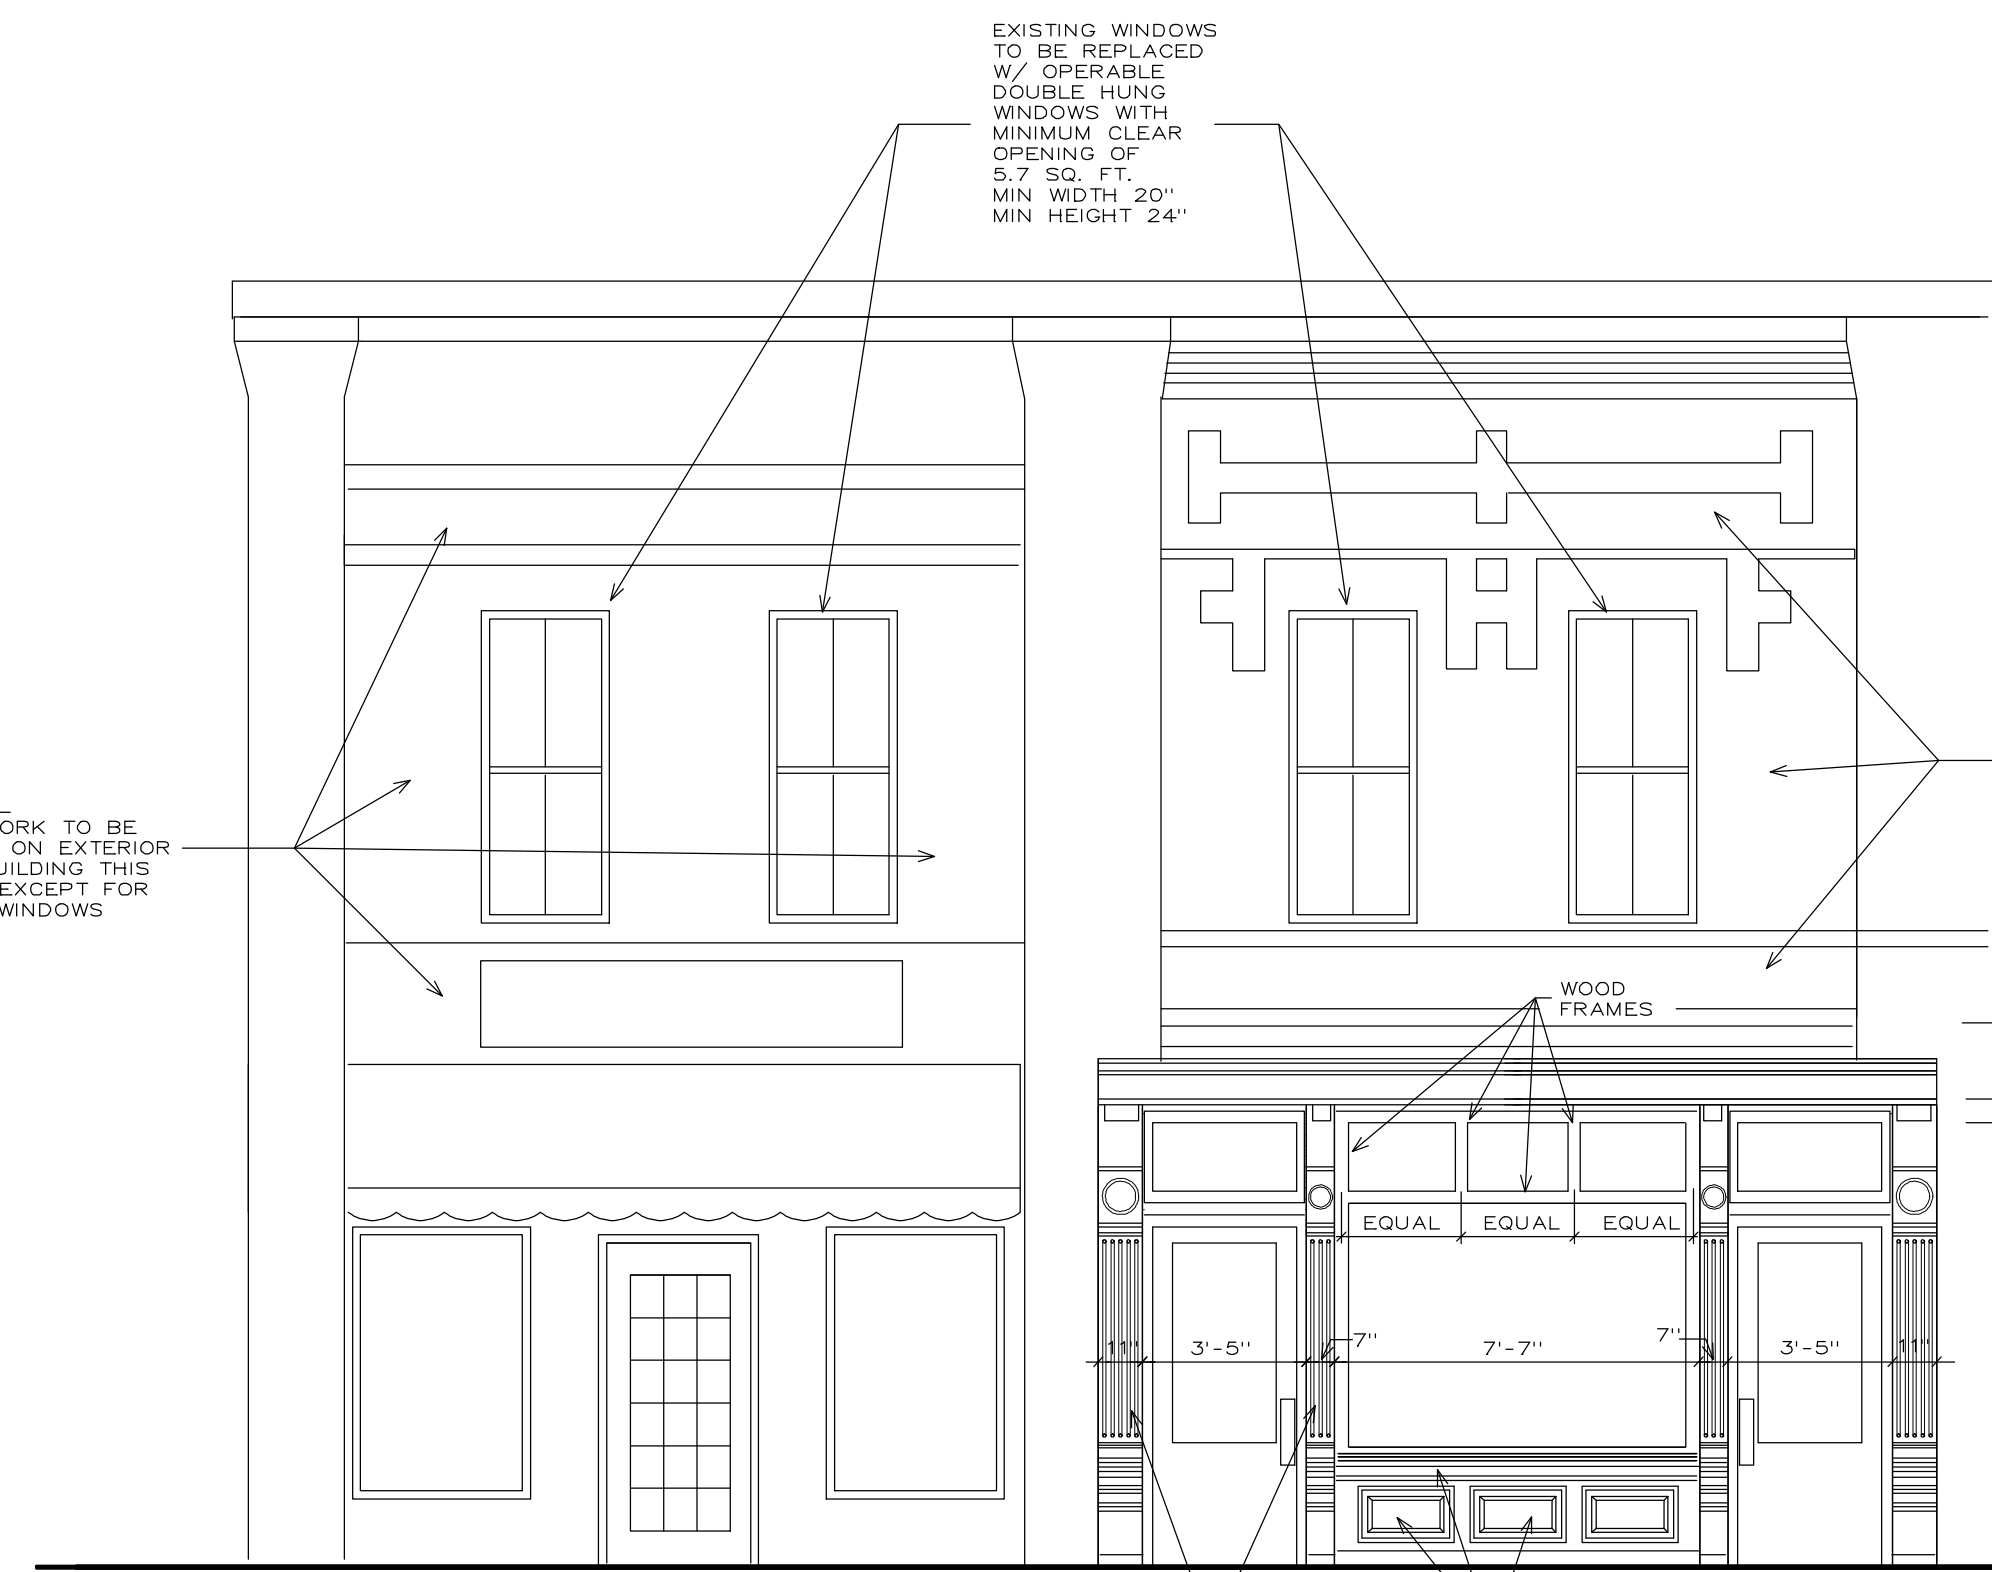 EXISTING WINDOWS
TO BE REPLACED
W/ OPERABLE
DOUBLE HUNG
WINDOWS WITH
MINIMUM CLEAR
OPENING OF
5.7 SQ. FT.
MIN WIDTH 20"
MIN HEIGHT 24"
ORK TO BE
ON EXTERIOR
UILDING THIS
EXCEPT FOR
WINDOWS
WOOD
FRAMES
EQUAL EQUAL EQUAL
11" 3'-5" 7" 7'-7" 7" 3'-5" 11"